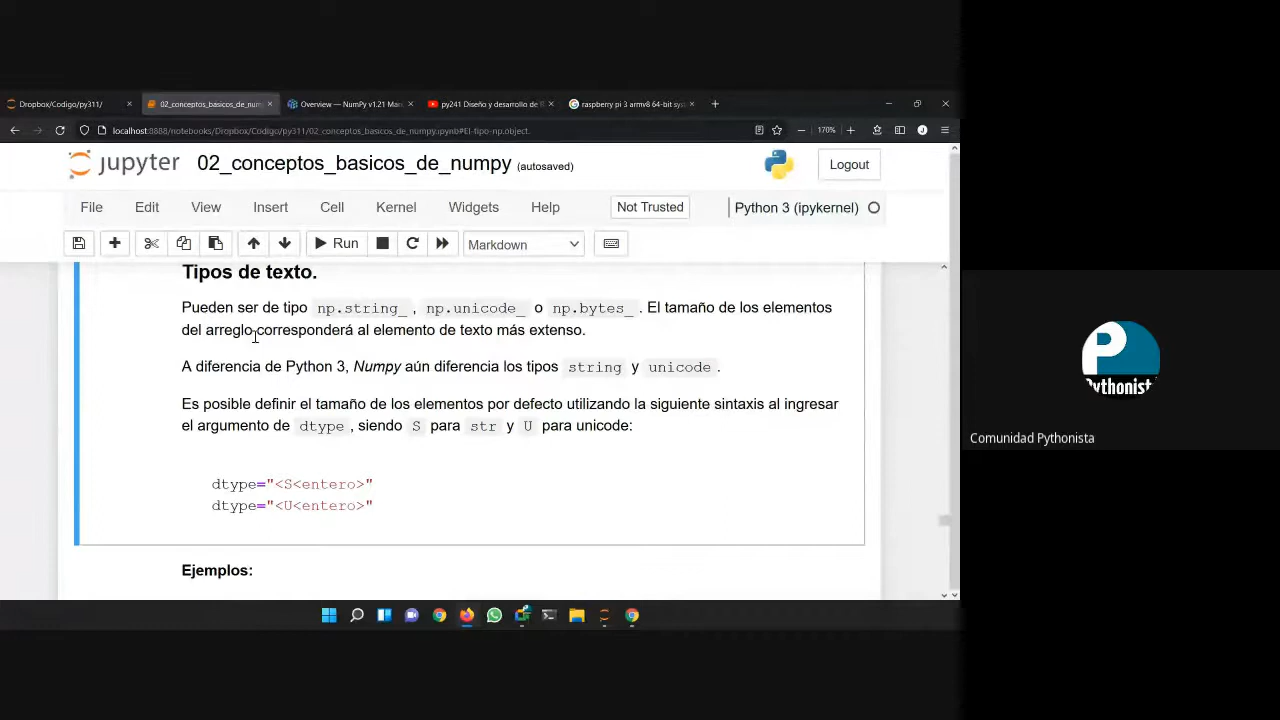 Dropbox/Codigo/py311/
02_conceptos_basicos_de_num
Overview — NumPy v1.21 Man
py241 Diseño y desarrollo de
raspberry pi 3 armv8 64-bit sys
localhost:8888/notebooks/Dropbox/Codigo/py311/02_conceptos_basicos_de_numpy.ipynb#El-tipo-np.object.
170%
jupyter 02_conceptos_basicos_de_numpy (autosaved)
Logout
File Edit View Insert Cell Kernel Widgets Help
Not Trusted
Python 3 (ipykernel)
Run
Markdown
Tipos de texto.
Pueden ser de tipo np.string_ , np.unicode_ o np.bytes_ . El tamaño de los elementos
del arreglo corresponderá al elemento de texto más extenso.
A diferencia de Python 3, Numpy aún diferencia los tipos string y unicode .
Es posible definir el tamaño de los elementos por defecto utilizando la siguiente sintaxis al ingresar
el argumento de dtype , siendo S para str y U para unicode:
dtype="<S<entero>"
dtype="<U<entero>"
Ejemplos:
Pythonist
Comunidad Pythonista